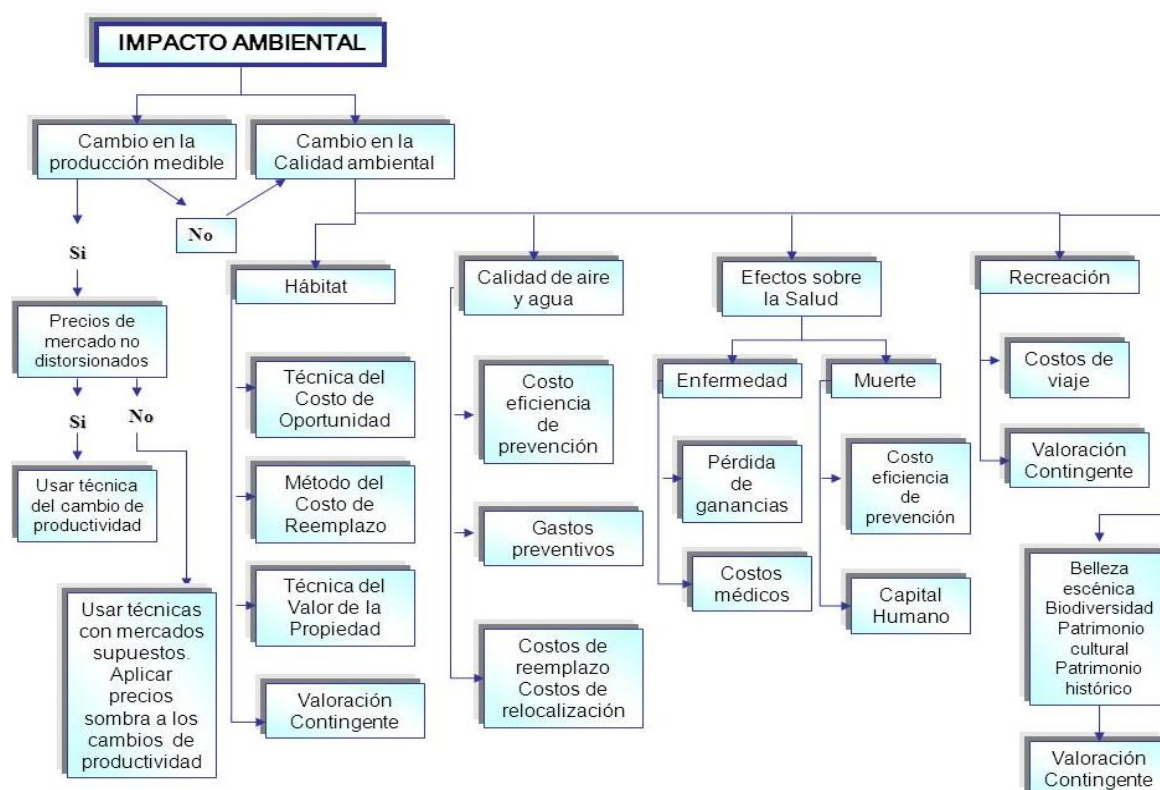 IMPACTO AMBIENTAL
Cambio en la
producción medible
Cambio en la
Calidad ambiental
No
Si
Hábitat
Calidad de aire
y agua
Efectos sobre
la Salud
Recreación
Precios de
mercado no
distorsionados
Técnica del
Costo de
Oportunidad
Costo
eficiencia
de
prevención
Enfermedad
Muerte
Costos de
viaje
Si
No
Usar técnica
del cambio de
productividad
Método del
Costo de
Reemplazo
Pérdida
de
ganancias
Costo
eficiencia
de
prevención
Valoración
Contingente
Gastos
preventivos
Usar técnicas
con mercados
supuestos.
Aplicar
precios
sombra a los
cambios de
productividad
Técnica del
Valor de la
Propiedad
Costos
médicos
Capital
Humano
Belleza
escénica
Biodiversidad
Patrimonio
cultural
Patrimonio
histórico
Costos de
reemplazo
Costos de
relocalización
Valoración
Contingente
Valoración
Contingente